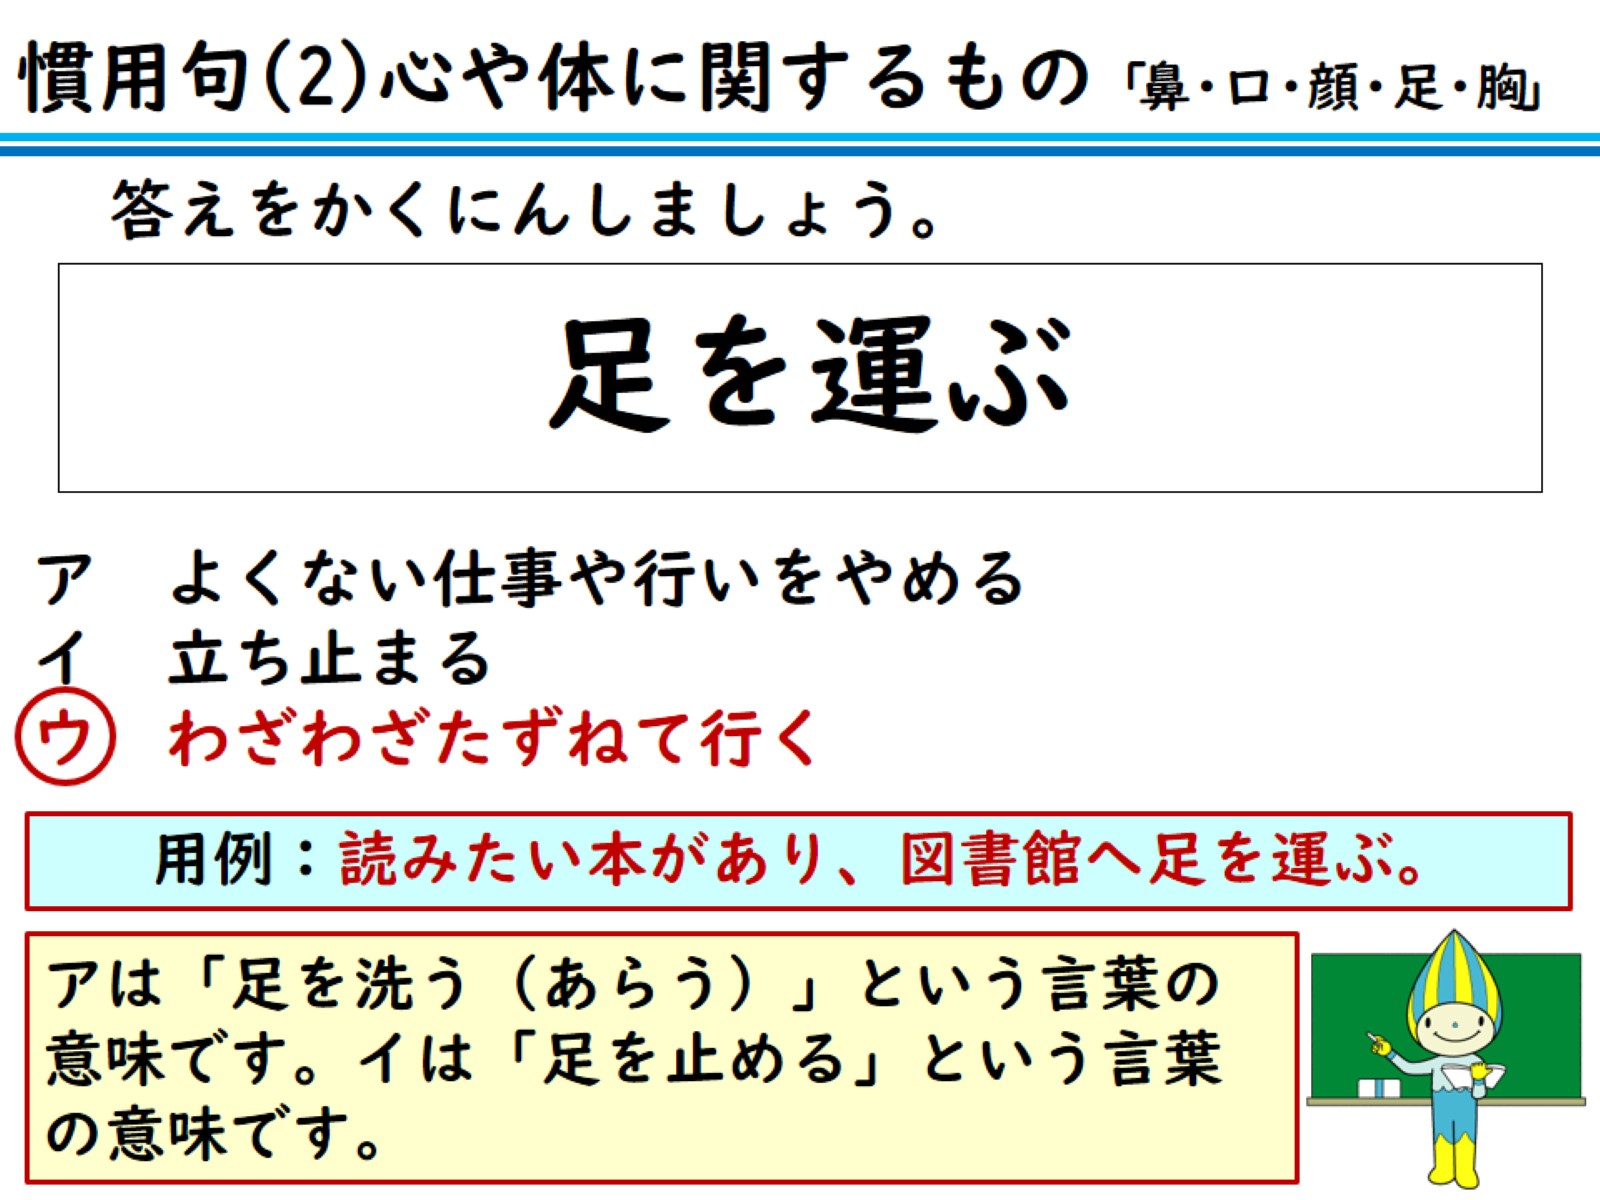 慣用句(2)心や体に関するもの「鼻・口・顔・足・胸」
答えをかくにんしましょう。
足を運ぶ
ア　よくない仕事や行いをやめる
イ　立ち止まる
ウ　わざわざたずねて行く
用例：読みたい本があり、図書館へ足を運ぶ。
アは「足を洗う（あらう）」という言葉の
意味です。イは「足を止める」という言葉
の意味です。